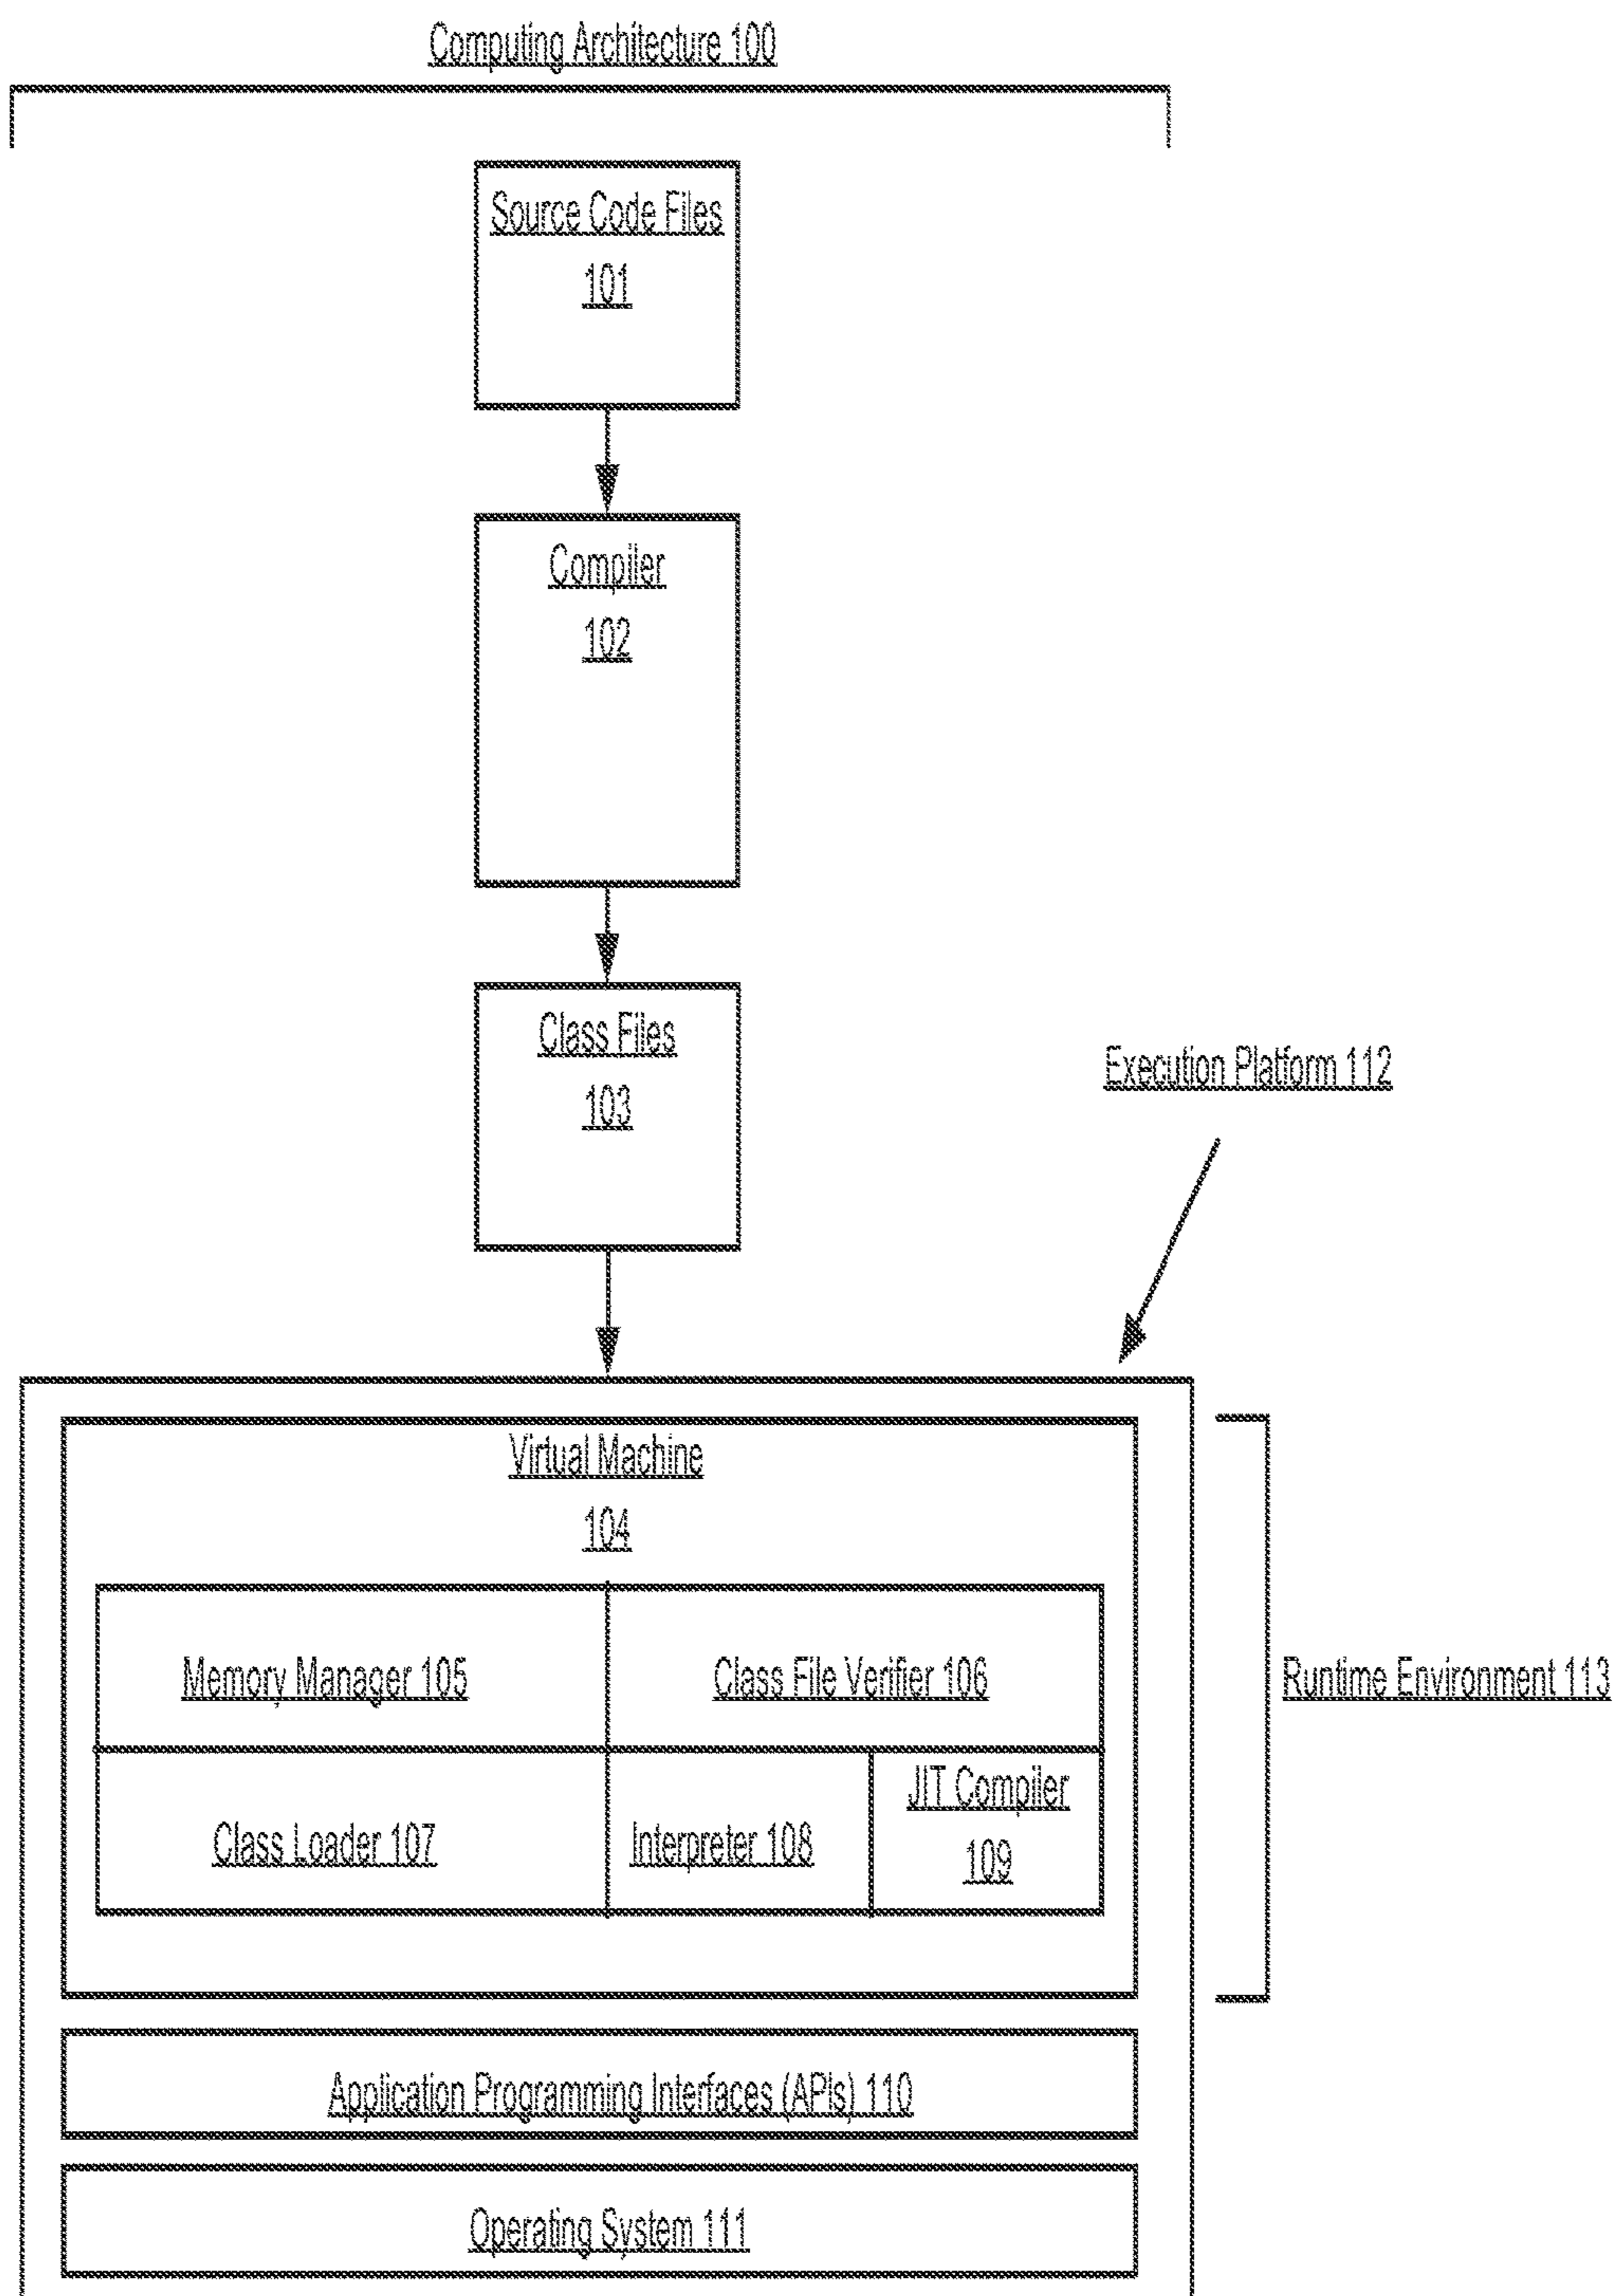 Computing Architecture 100
Source Code Files
101
Compiler
102
Class Files
103
Execution Platform 112
Virtual Machine
104
Memory Manager 105
Class File Verifier 106
Runtime Environment 113
Class Loader 107
Interpreter 108
JIT Compiler
109
Application Programming Interfaces (APIs) 110
Operating System 111